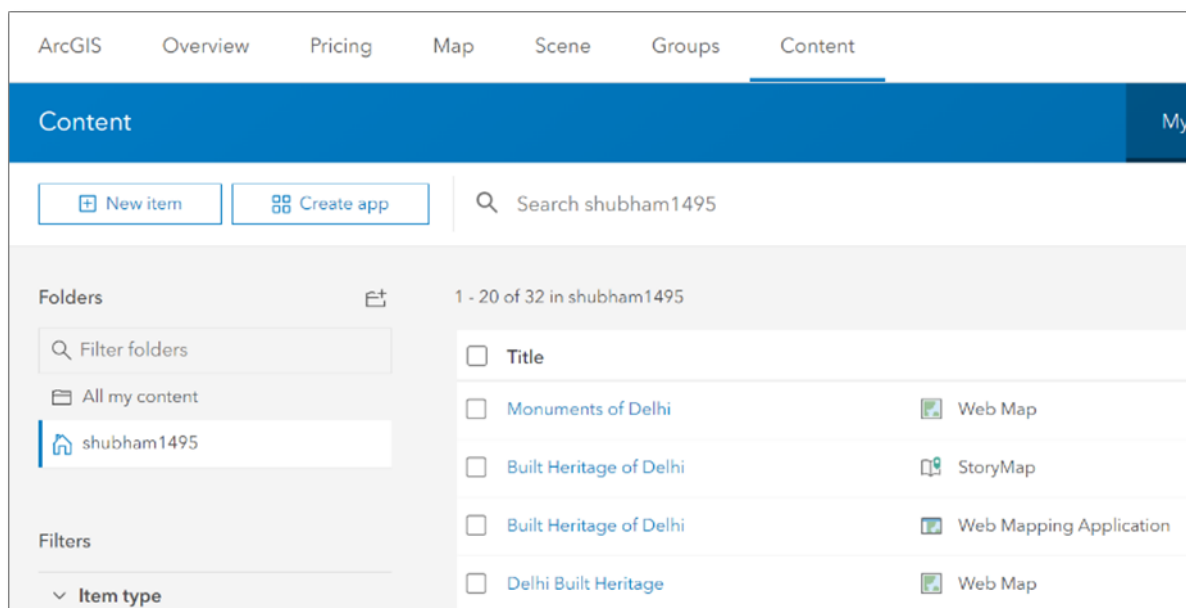 ArcGIS Overview Pricing Map Scene Groups Content
Content My
New item Create app Search shubham1495
Folders 1 - 20 of 32 in shubham1495
Filter folders Title
All my content Monuments of Delhi Web Map
shubham1495 Built Heritage of Delhi StoryMap
Built Heritage of Delhi Web Mapping Application
Filters
Item type Delhi Built Heritage Web Map